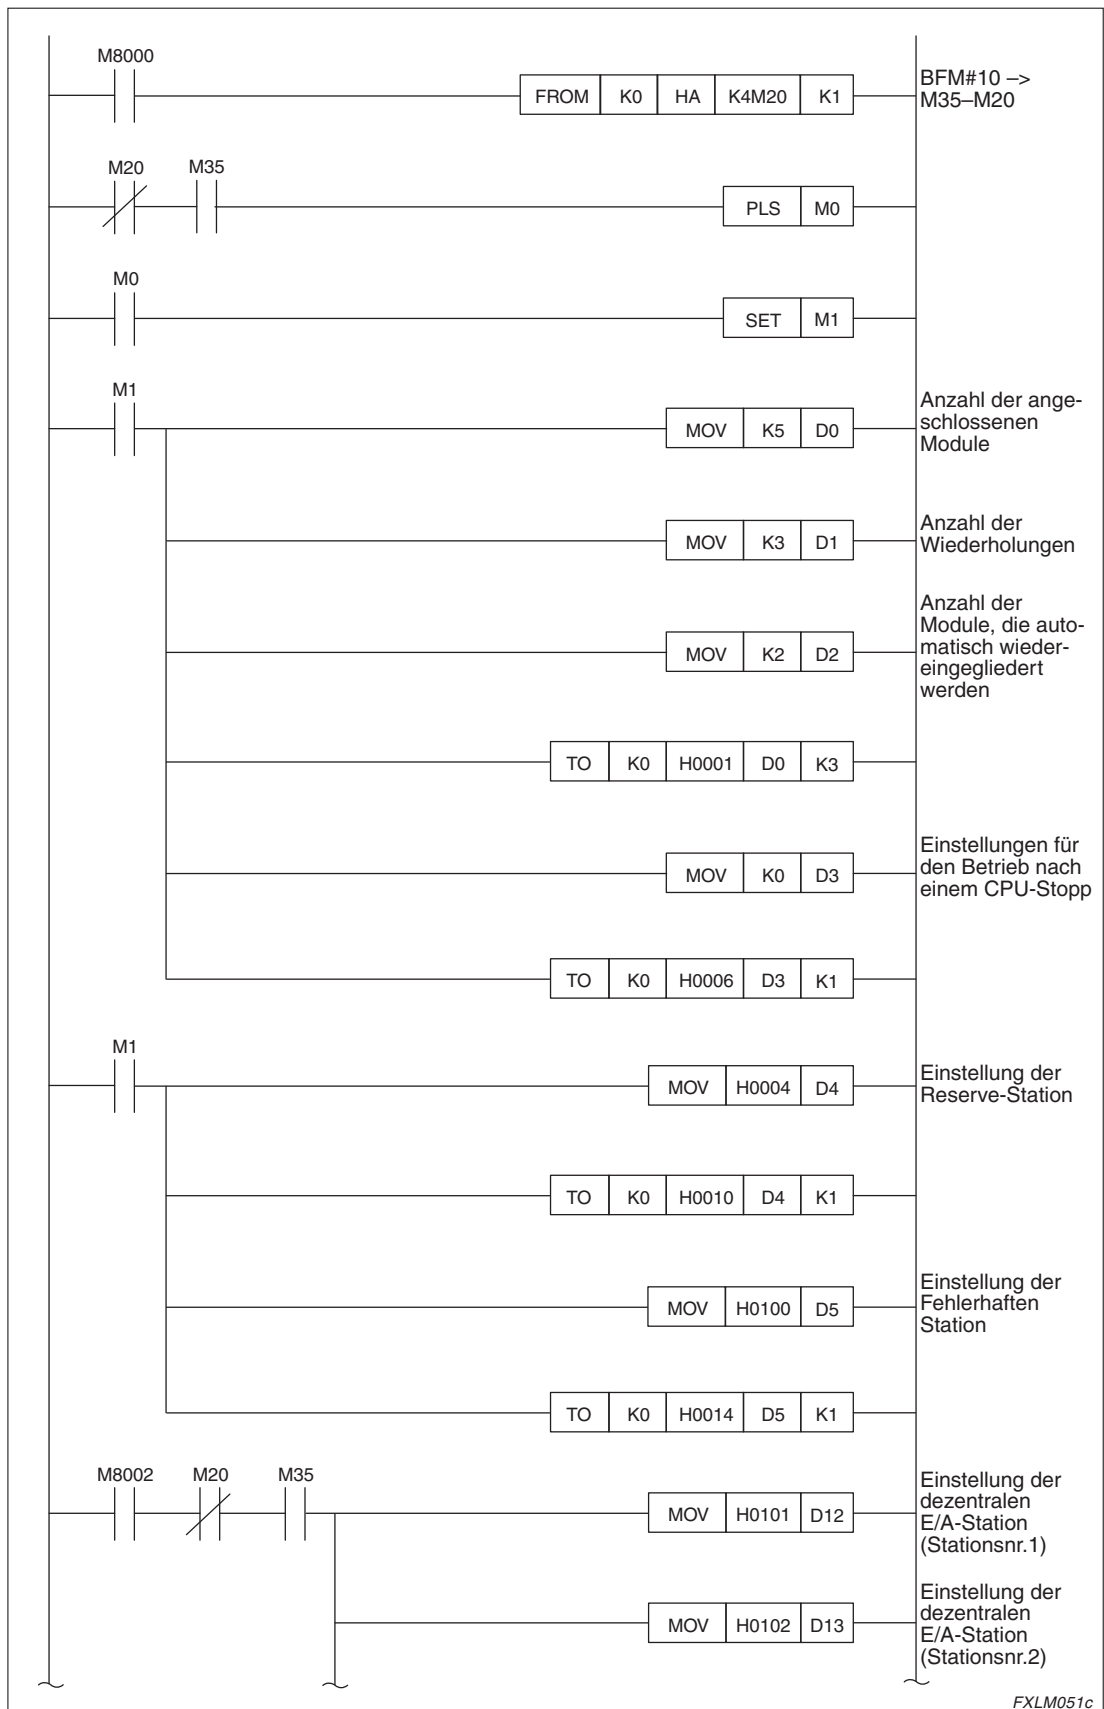 M8000
FROM K0 HA K4M20 K1
BFM#10 –>
M35–M20
M20 M35
PLS M0
M0
SET M1
M1
MOV K5 D0
Anzahl der ange-
schlossenen
Module
MOV K3 D1
Anzahl der
Wiederholungen
MOV K2 D2
Anzahl der
Module, die auto-
matisch wieder-
eingegliedert
werden
TO K0 H0001 D0 K3
MOV K0 D3
Einstellungen für
den Betrieb nach
einem CPU-Stopp
TO K0 H0006 D3 K1
M1
MOV H0004 D4
Einstellung der
Reserve-Station
TO K0 H0010 D4 K1
MOV H0100 D5
Einstellung der
Fehlerhaften
Station
TO K0 H0014 D5 K1
M8002 M20 M35
MOV H0101 D12
Einstellung der
dezentralen
E/A-Station
(Stationsnr.1)
MOV H0102 D13
Einstellung der
dezentralen
E/A-Station
(Stationsnr.2)
FXLM051c